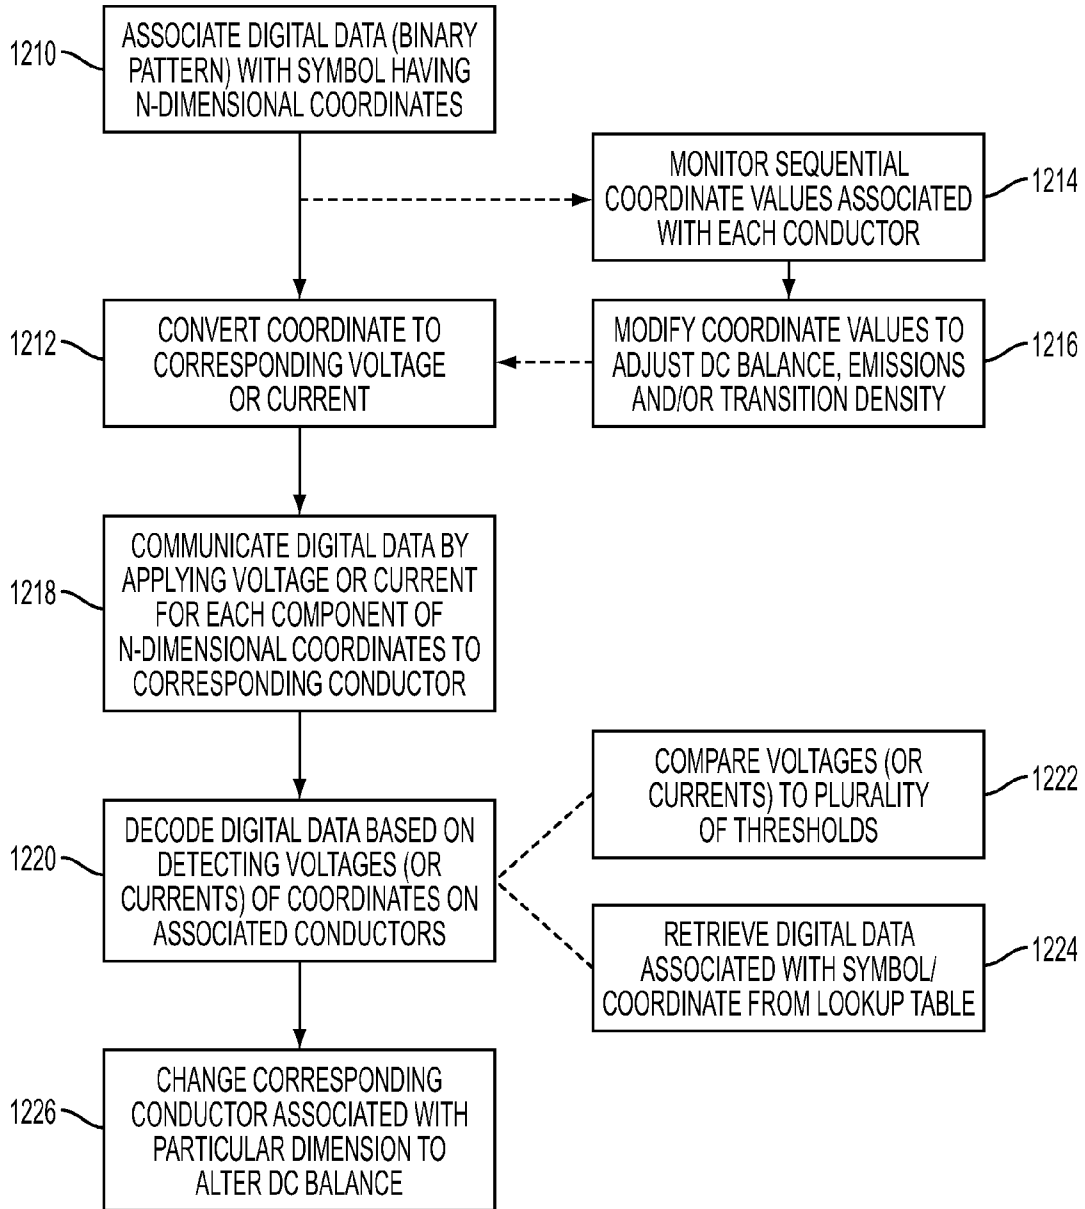 1210
ASSOCIATE DIGITAL DATA (BINARY
PATTERN) WITH SYMBOL HAVING
N-DIMENSIONAL COORDINATES
MONITOR SEQUENTIAL
COORDINATE VALUES ASSOCIATED
WITH EACH CONDUCTOR
1214
1212
CONVERT COORDINATE TO
CORRESPONDING VOLTAGE
OR CURRENT
MODIFY COORDINATE VALUES TO
ADJUST DC BALANCE, EMISSIONS
AND/OR TRANSITION DENSITY
1216
1218
COMMUNICATE DIGITAL DATA BY
APPLYING VOLTAGE OR CURRENT
FOR EACH COMPONENT OF
N-DIMENSIONAL COORDINATES TO
CORRESPONDING CONDUCTOR
1220
DECODE DIGITAL DATA BASED ON
DETECTING VOLTAGES (OR
CURRENTS) OF COORDINATES ON
ASSOCIATED CONDUCTORS
COMPARE VOLTAGES (OR
CURRENTS) TO PLURALITY
OF THRESHOLDS
1222
RETRIEVE DIGITAL DATA
ASSOCIATED WITH SYMBOL/
COORDINATE FROM LOOKUP TABLE
1224
1226
CHANGE CORRESPONDING
CONDUCTOR ASSOCIATED WITH
PARTICULAR DIMENSION TO
ALTER DC BALANCE